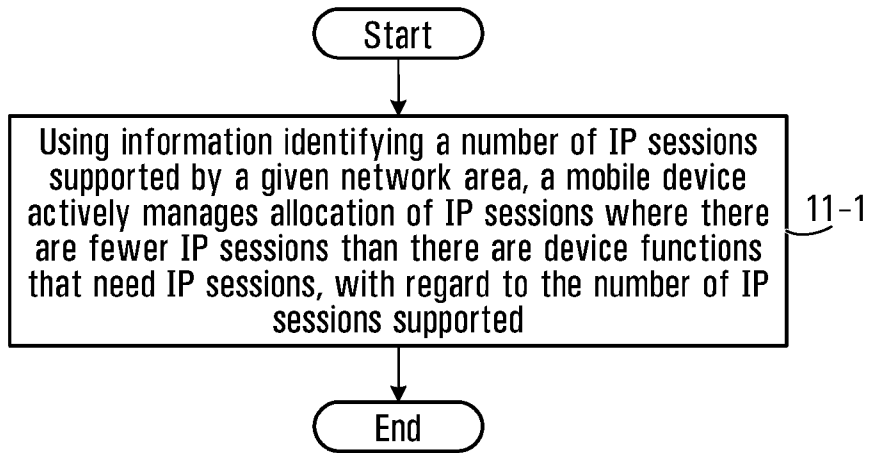 Start
Using information identifying a number of IP sessions
supported by a given network area, a mobile device
actively manages allocation of IP sessions where there
are fewer IP sessions than there are device functions
that need IP sessions, with regard to the number of IP
sessions supported
11-1
End